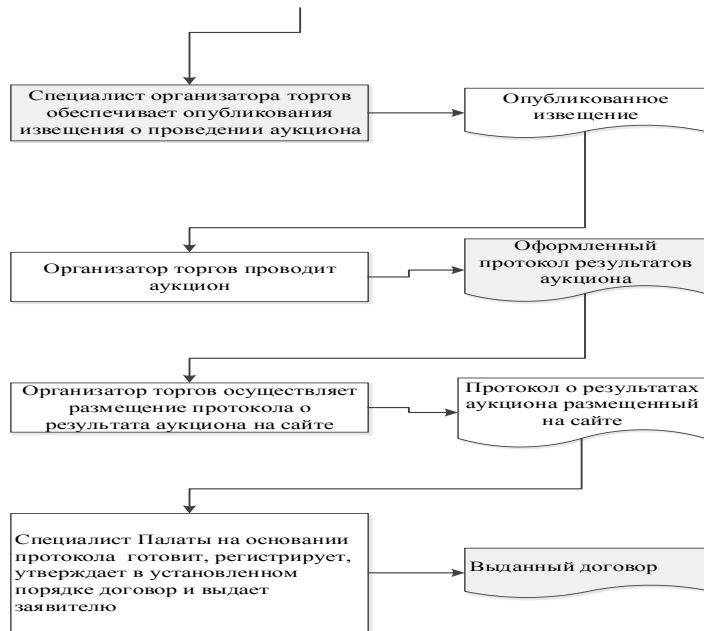 Специалист организатора торгов
обеспечивает опубликования
извещения о проведении аукциона
Опубликованное
извещение
Организатор торгов проводит
аукцион
Оформленный
протокол результатов
аукциона
Организатор торгов осуществляет
размещение протокола о
результата аукциона на сайте
Протокол о результатах
аукциона размещенный
на сайте
Специалист Палаты на основании
протокола готовит, регистрирует,
утверждает в установленном
порядке договор и выдает
заявителю
Выданный договор